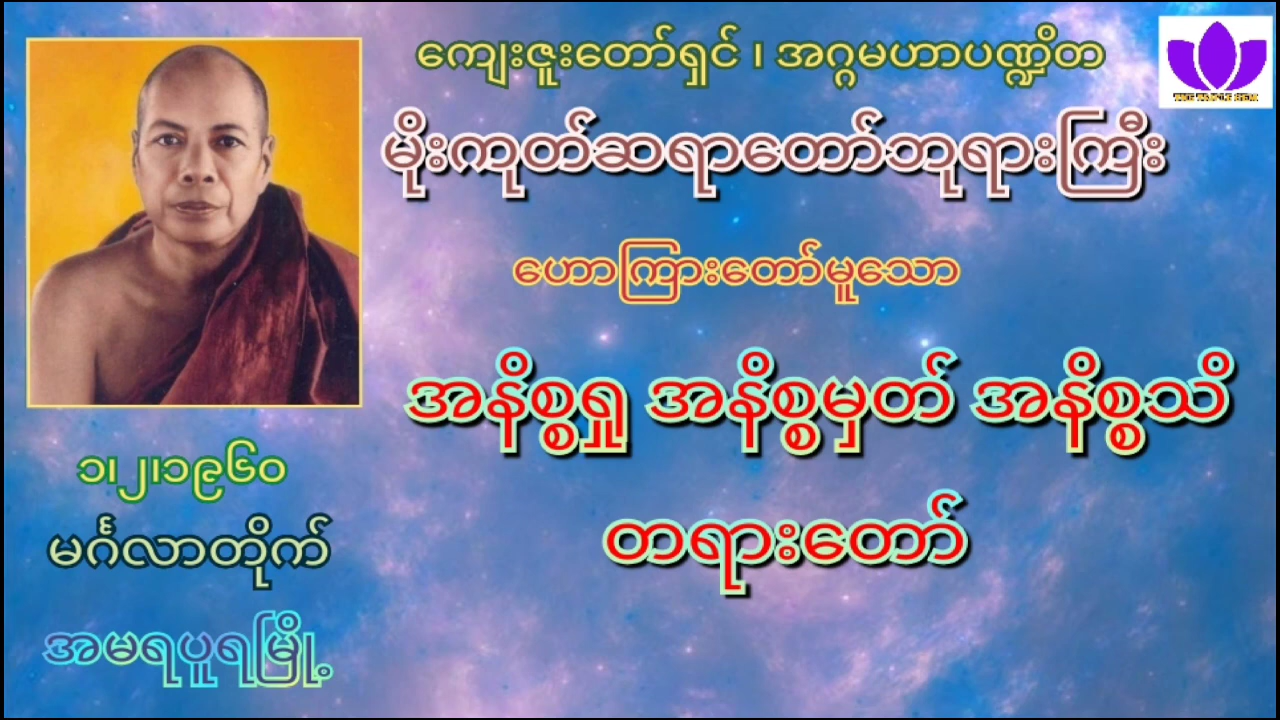 ကျေးဇူးတော်ရှင် ၊ အဂ္ဂမဟာပဏ္ဍိတ
မိုးကုတ်ဆရာတော်ဘုရားကြီး
ဟောကြားတော်မူသော
အနိစ္စရှု အနိစ္စမှတ် အနိစ္စသိ
တရားတော်
၁၊၂၊၁၉၆၀
မင်္ဂလာတိုက်
အမရပူရမြို့
THE TRIPLE GEM